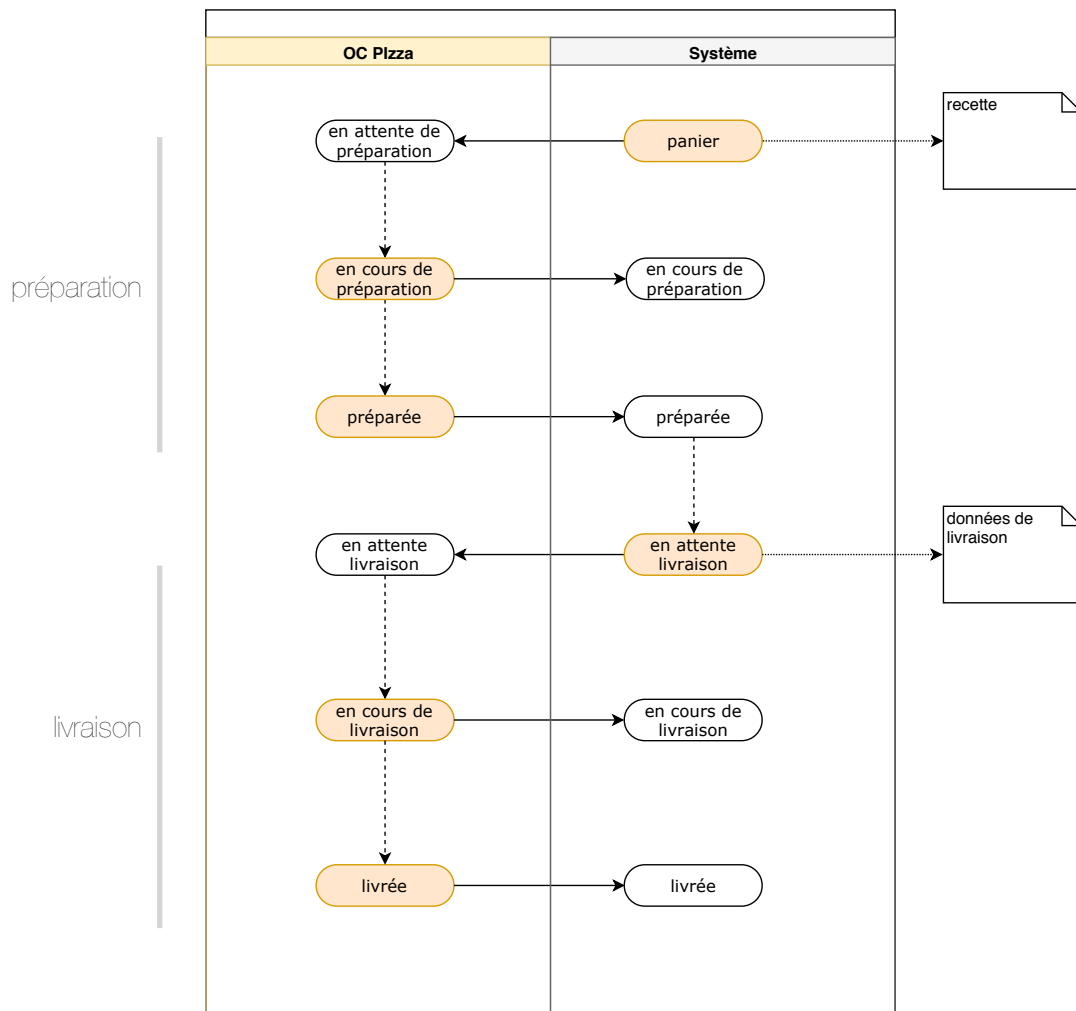 OC PIzza
Système
recette
en attente de
préparation
panier
préparation
en cours de
préparation
en cours de
préparation
préparée
préparée
données de
livraison
en attente
livraison
en attente
livraison
livraison
en cours de
livraison
en cours de
livraison
livrée
livrée